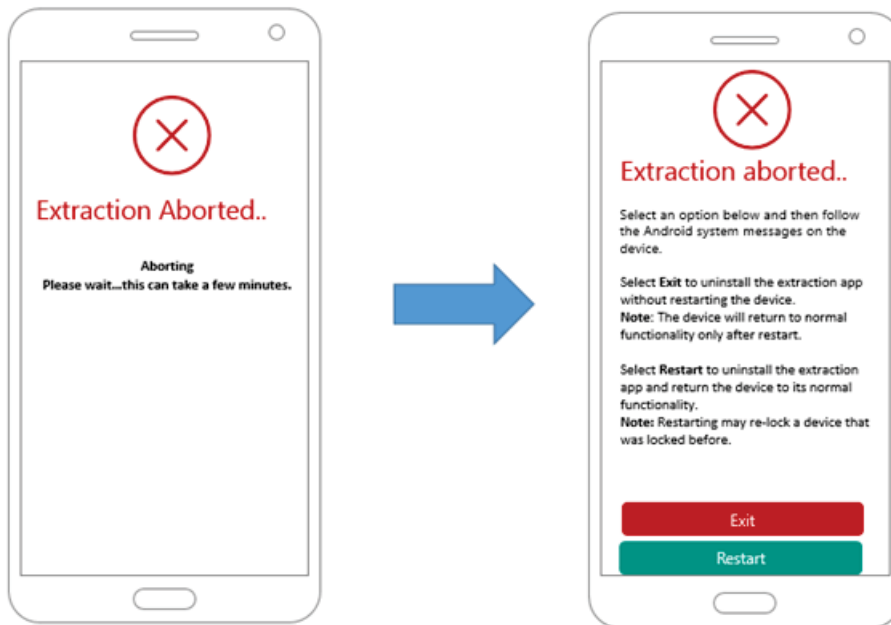 Extraction Aborted..
Aborting
Please wait...this can take a few minutes.
Extraction aborted..
Select an option below and then follow
the Android system messages on the
device.
Select Exit to uninstall the extraction app
without restarting the device.
Note: The device will return to normal
functionality only after restart.
Select Restart to uninstall the extraction
app and return the device to its normal
functionality.
Note: Restarting may re-lock a device that
was locked before.
Exit
Restart